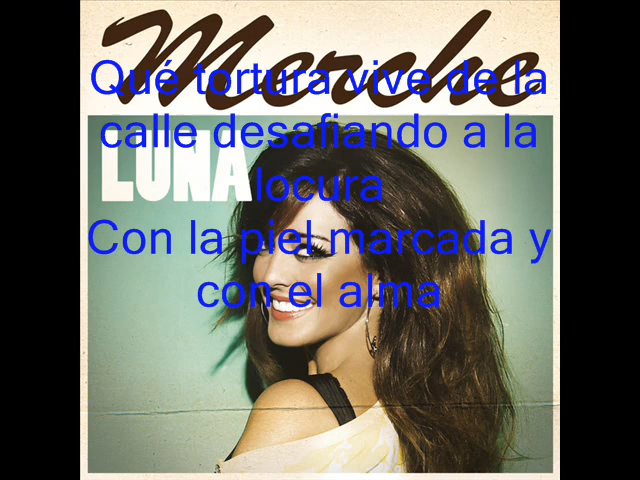 Merche
LUNA
Qué tortura vive de la
calle desafiando a la
locura
Con la piel marcada y
con el alma